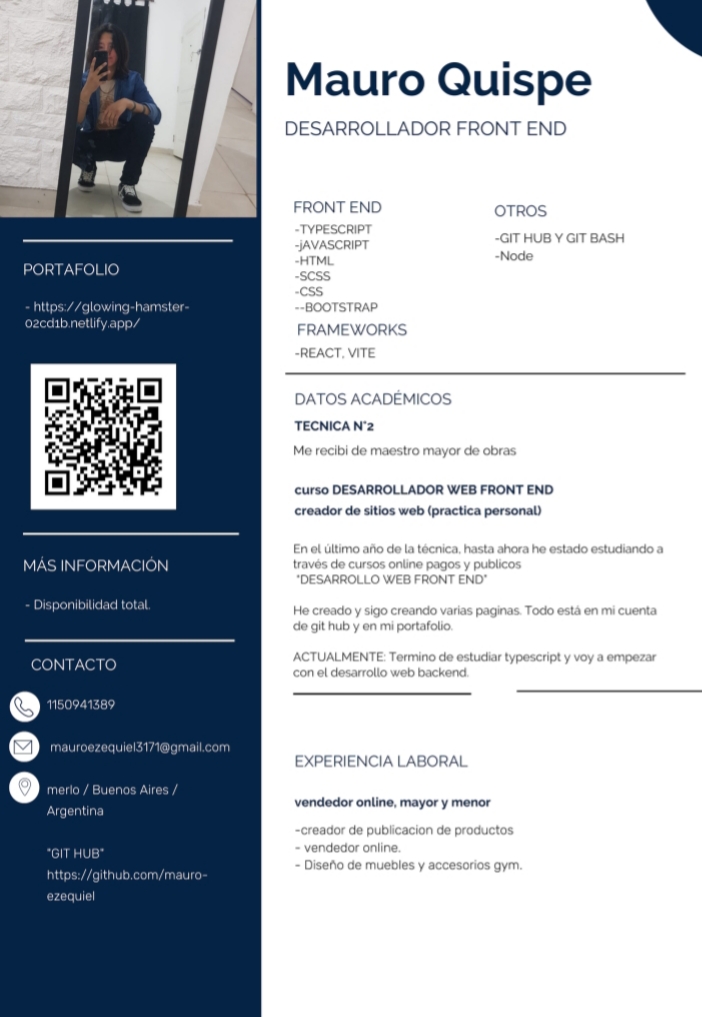 Mauro Quispe
DESARROLLADOR FRONT END
PORTAFOLIO
- https://glowing-hamster-
02cd1b.netlify.app/
MÁS INFORMACIÓN
- Disponibilidad total.
CONTACTO
1150941389
mauroezequiel3171@gmail.com
merlo / Buenos Aires /
Argentina
"GIT HUB"
https://github.com/mauro-
ezequiel
FRONT END
-TYPESCRIPT
-jAVASCRIPT
-HTML
-SCSS
-CSS
--BOOTSTRAP
FRAMEWORKS
-REACT, VITE
OTROS
-GIT HUB Y GIT BASH
-Node
DATOS ACADÉMICOS
TECNICA N°2
Me recibi de maestro mayor de obras
curso DESARROLLADOR WEB FRONT END
creador de sitios web (practica personal)
En el último año de la técnica, hasta ahora he estado estudiando a
través de cursos online pagos y publicos
"DESARROLLO WEB FRONT END"
He creado y sigo creando varias paginas. Todo está en mi cuenta
de git hub y en mi portafolio.
ACTUALMENTE: Termino de estudiar typescript y voy a empezar
con el desarrollo web backend.
EXPERIENCIA LABORAL
vendedor online, mayor y menor
-creador de publicacion de productos
- vendedor online.
- Diseño de muebles y accesorios gym.